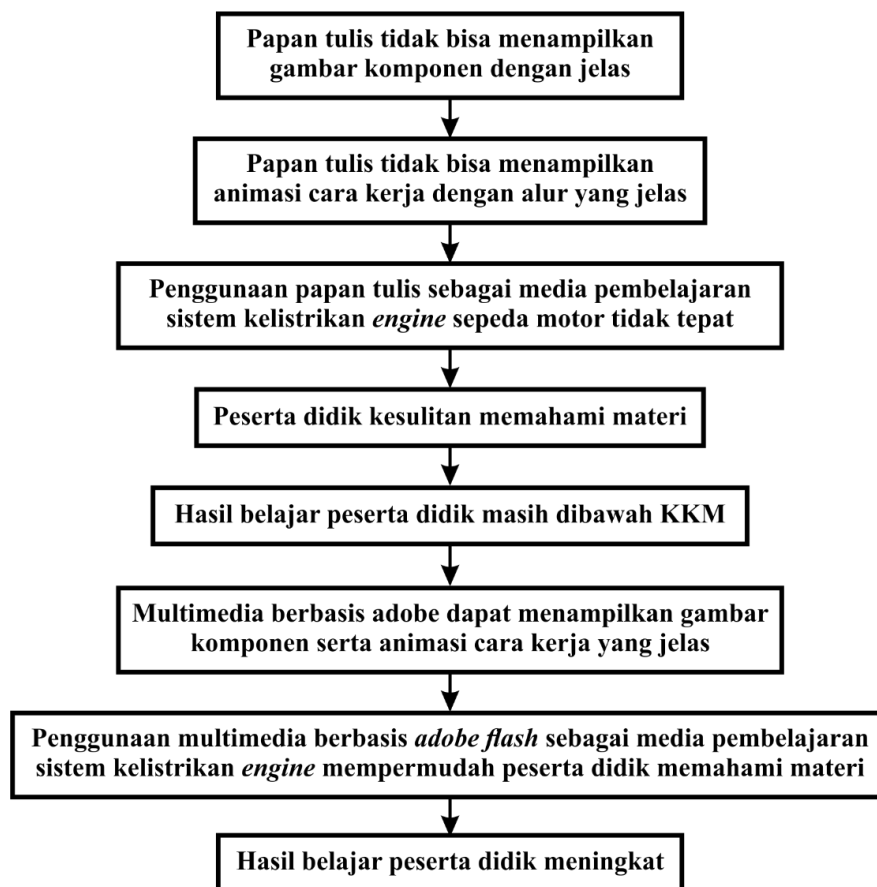 Papan tulis tidak bisa menampilkan
gambar komponen dengan jelas
Papan tulis tidak bisa menampilkan
animasi cara kerja dengan alur yang jelas
Penggunaan papan tulis sebagai media pembelajaran
sistem kelistrikan engine sepeda motor tidak tepat
Peserta didik kesulitan memahami materi
Hasil belajar peserta didik masih dibawah KKM
Multimedia berbasis adobe dapat menampilkan gambar
komponen serta animasi cara kerja yang jelas
Penggunaan multimedia berbasis adobe flash sebagai media pembelajaran
sistem kelistrikan engine mempermudah peserta didik memahami materi
Hasil belajar peserta didik meningkat